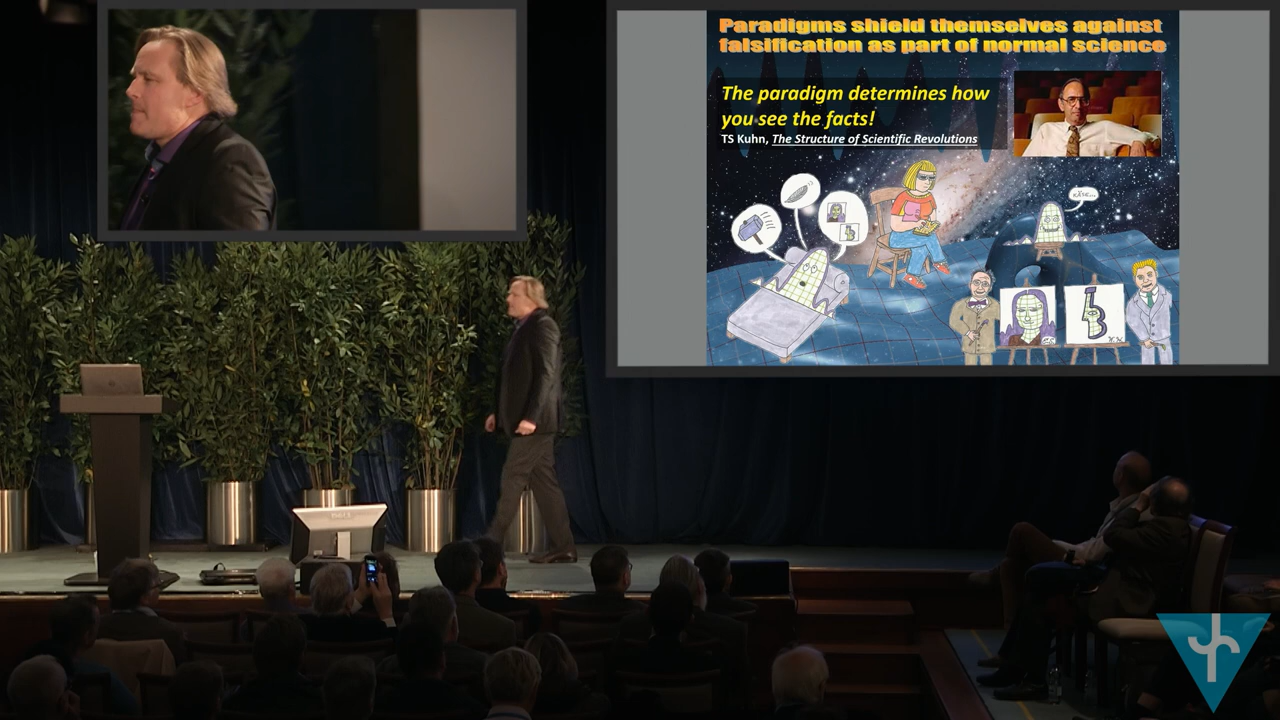 Paradigms shield themselves against
falsification as part of normal science
The paradigm determines how
you see the facts!
TS Kuhn, The Structure of Scientific Revolutions